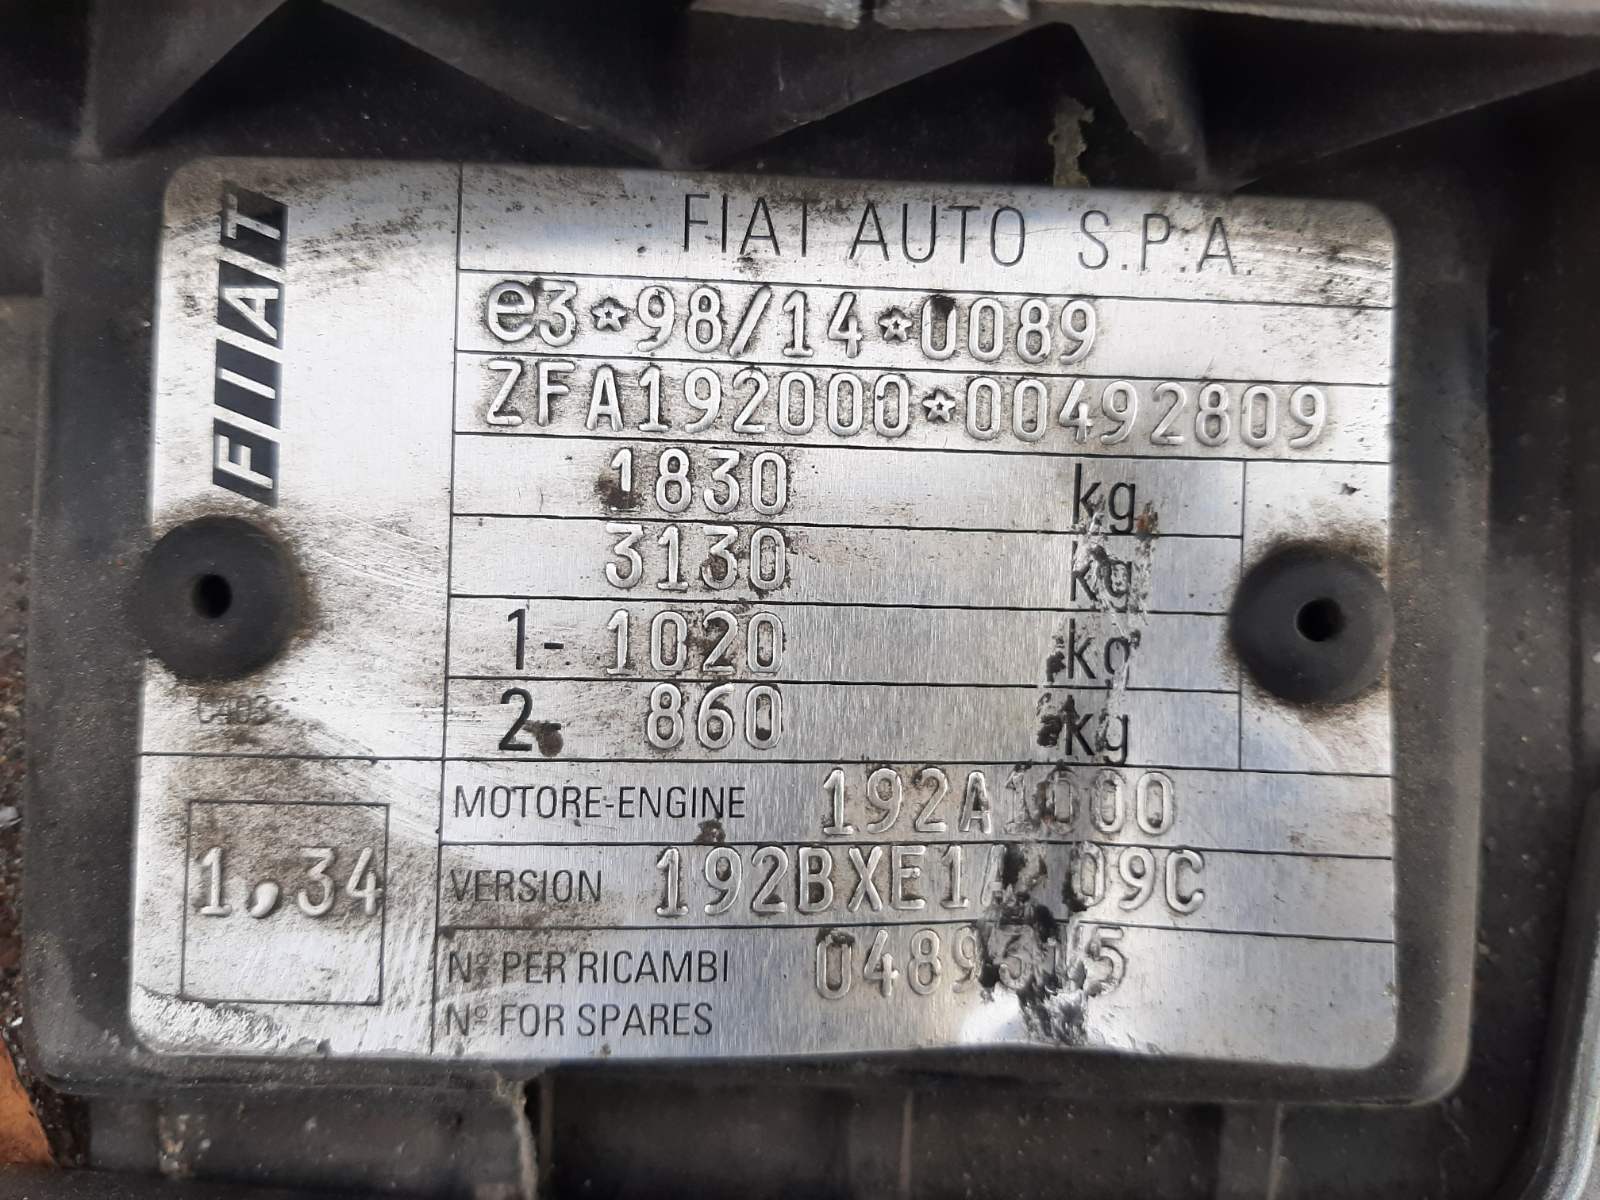 FIAT
FIAT AUTO S.P.A.
e3*98/14*0089
ZFA192000*00492809
1830 kg
3130 kg
1- 1020 kg
2- 860 kg
MOTORE-ENGINE 192A1000
VERSION
1,34
Nº PER RICAMBI
Nº FOR SPARES